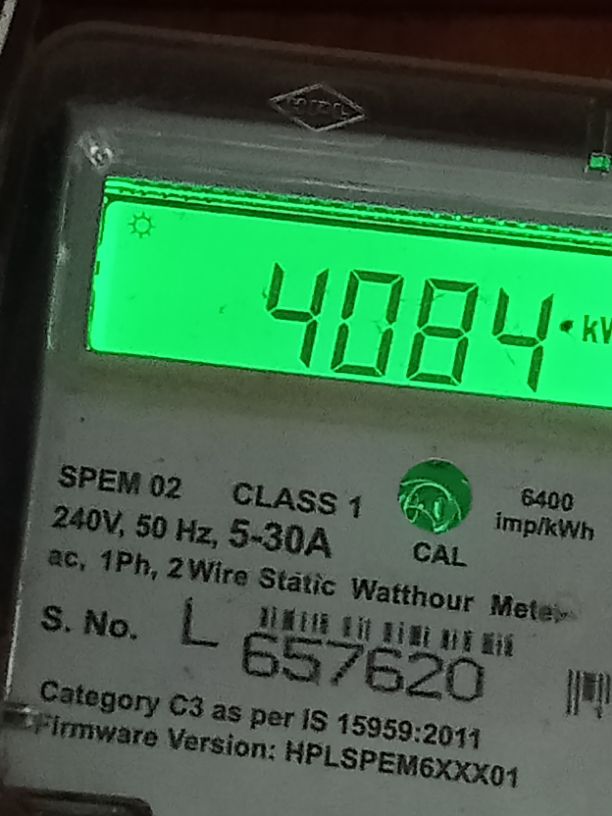 4084 kW
SPEM 02 CLASS 1
6400
imp/kWh
240V, 50 Hz, 5-30A
CAL
ac, 1Ph, 2 Wire Static Watthour Meter
S. No. L 657620
Category C3 as per IS 15959:2011
Firmware Version: HPLSPEM6XXX01